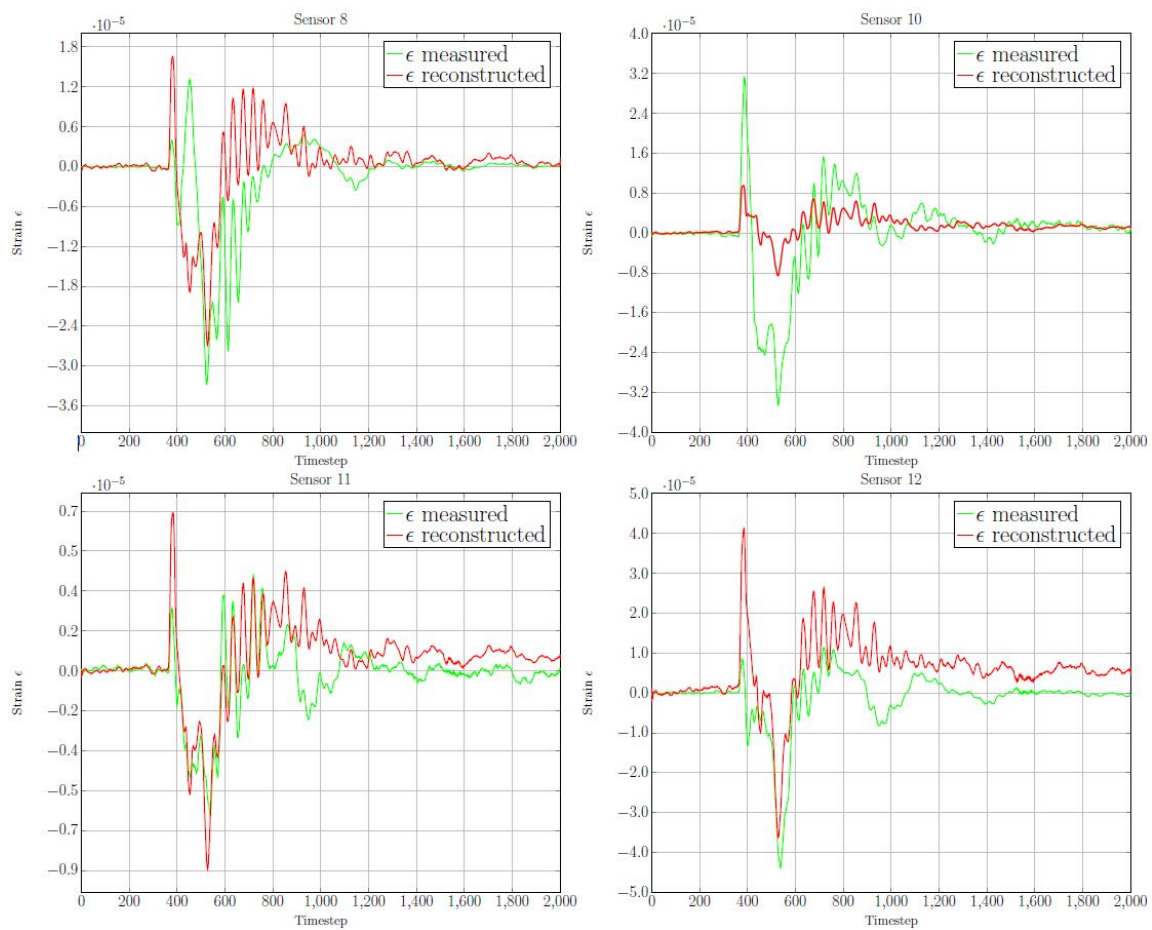 Sensor 8
·10⁻⁵
1.8
1.2
0.6
0.0
−0.6
−1.2
−1.8
−2.4
−3.0
−3.6
Strain ϵ
ϵ measured
ϵ reconstructed
0 200 400 600 800 1,000 1,200 1,400 1,600 1,800 2,000
Timestep
Sensor 10
·10⁻⁵
4.0
3.2
2.4
1.6
0.8
0.0
−0.8
−1.6
−2.4
−3.2
−4.0
Strain ϵ
ϵ measured
ϵ reconstructed
0 200 400 600 800 1,000 1,200 1,400 1,600 1,800 2,000
Timestep
Sensor 11
·10⁻⁵
0.7
0.5
0.4
0.2
0.0
−0.2
−0.4
−0.5
−0.7
−0.9
Strain ϵ
ϵ measured
ϵ reconstructed
0 200 400 600 800 1,000 1,200 1,400 1,600 1,800 2,000
Timestep
Sensor 12
·10⁻⁵
5.0
4.0
3.0
2.0
1.0
0.0
−1.0
−2.0
−3.0
−4.0
−5.0
Strain ϵ
ϵ measured
ϵ reconstructed
0 200 400 600 800 1,000 1,200 1,400 1,600 1,800 2,000
Timestep